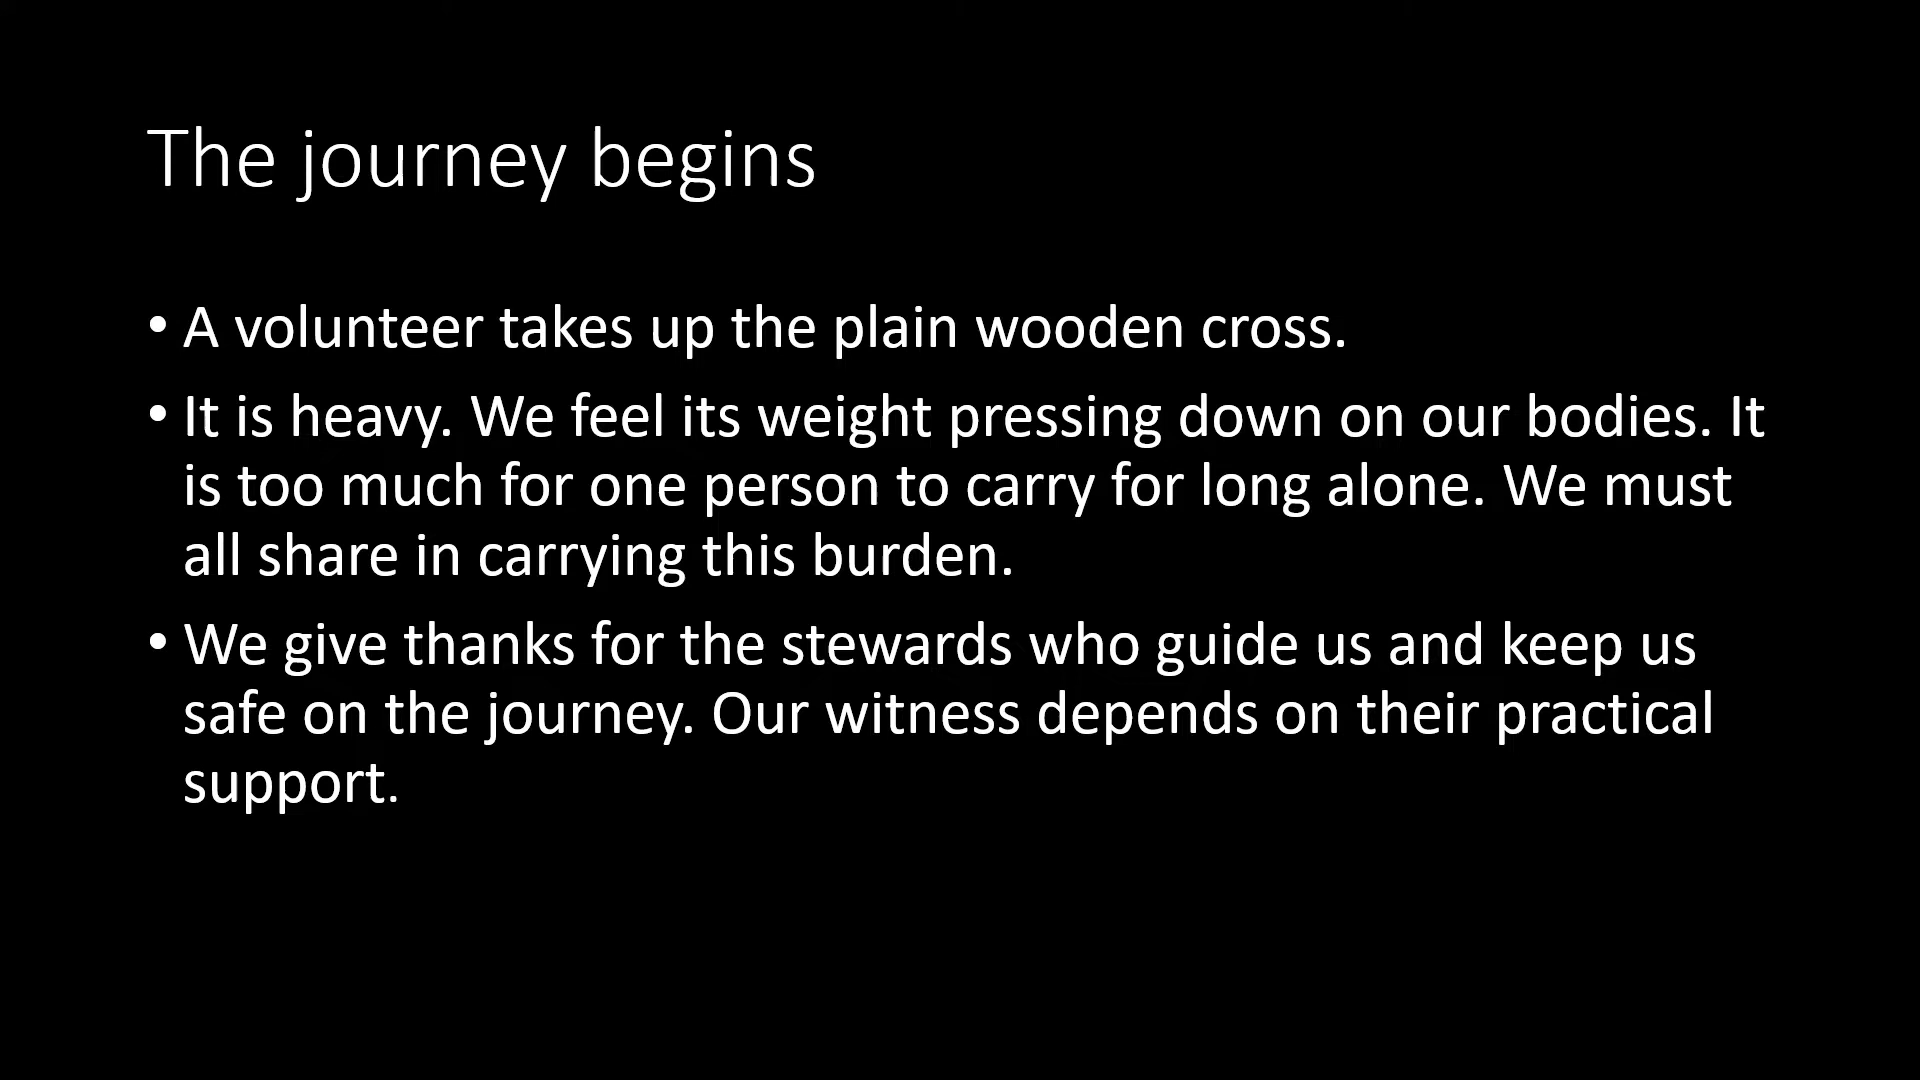 The journey begins
• A volunteer takes up the plain wooden cross.
• It is heavy. We feel its weight pressing down on our bodies. It
is too much for one person to carry for long alone. We must
all share in carrying this burden.
• We give thanks for the stewards who guide us and keep us
safe on the journey. Our witness depends on their practical
support.